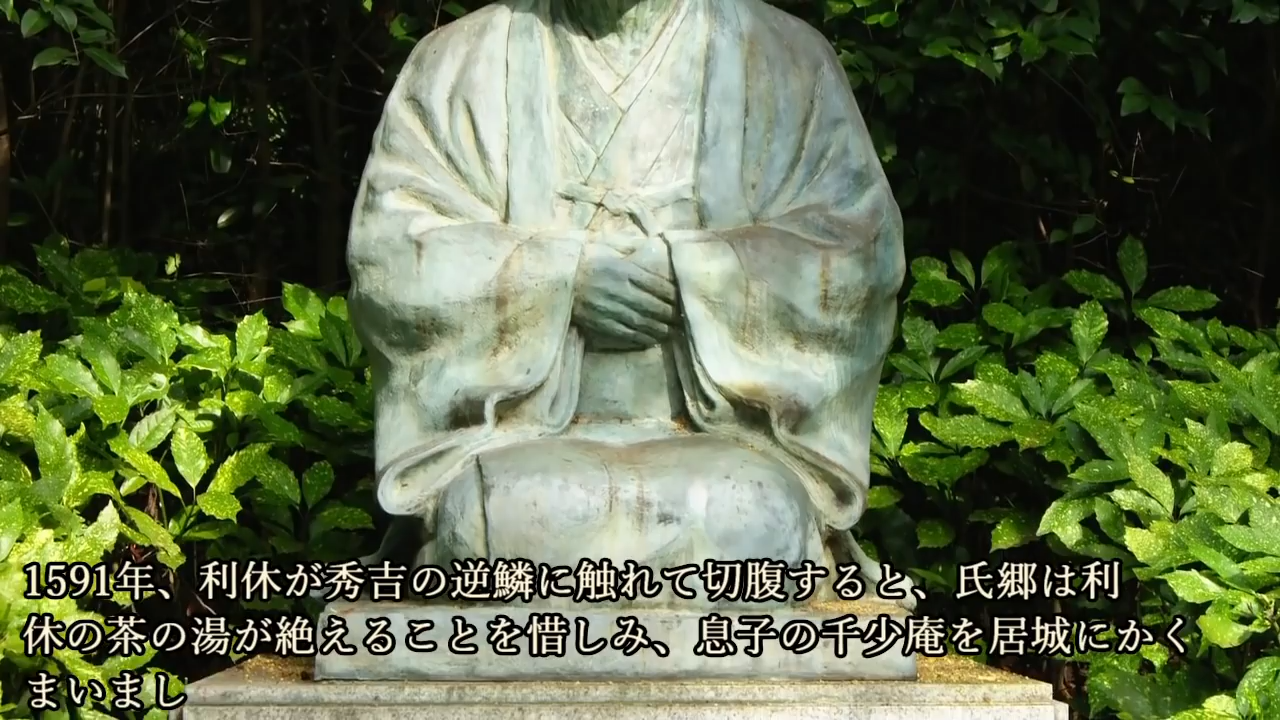 1591年、利休が秀吉の逆鱗に触れて切腹すると、氏郷は利
休の茶の湯が絶えることを惜しみ、息子の千少庵を居城にかく
まいまし